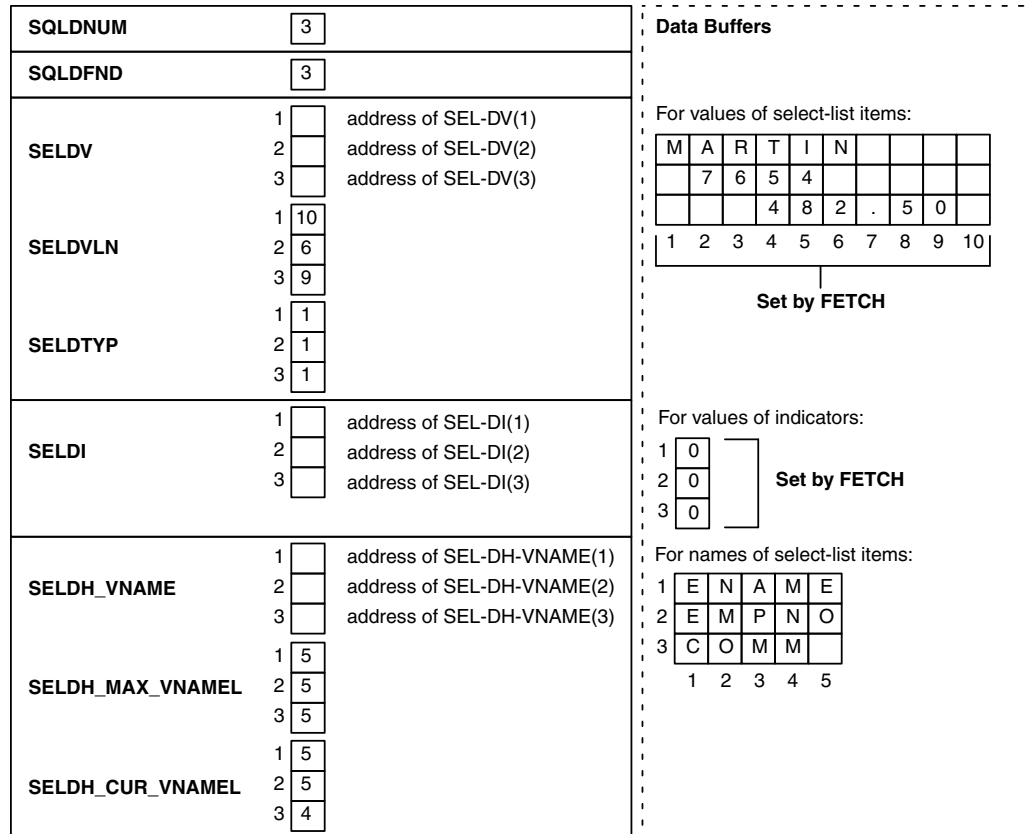 SQLDNUM 3
SQLDFND 3
SELDV
1 address of SEL-DV(1)
2 address of SEL-DV(2)
3 address of SEL-DV(3)
SELDVLN
1 10
2 6
3 9
SELDTYP
1 1
2 1
3 1
SELDI
1 address of SEL-DI(1)
2 address of SEL-DI(2)
3 address of SEL-DI(3)
SELDH_VNAME
1 address of SEL-DH-VNAME(1)
2 address of SEL-DH-VNAME(2)
3 address of SEL-DH-VNAME(3)
SELDH_MAX_VNAMEL
1 5
2 5
3 5
SELDH_CUR_VNAMEL
1 5
2 5
3 4
Data Buffers
For values of select-list items:
M A R T I N
7 6 5 4
4 8 2 . 5 0
1 2 3 4 5 6 7 8 9 10
Set by FETCH
For values of indicators:
1 0
2 0
3 0
Set by FETCH
For names of select-list items:
1 E N A M E
2 E M P N O
3 C O M M
1 2 3 4 5